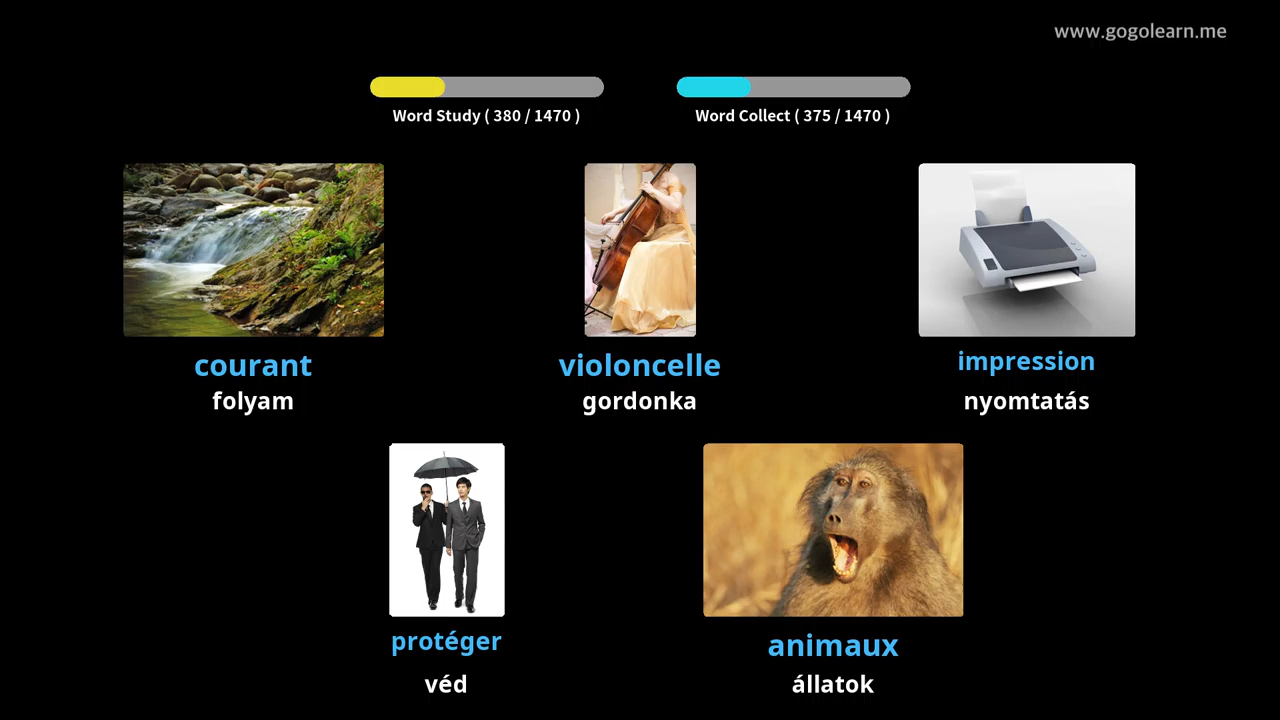 www.gogolearn.me
Word Study ( 380 / 1470 )
Word Collect ( 375 / 1470 )
courant
folyam
violoncelle
gordonka
impression
nyomtatás
protéger
véd
animaux
állatok